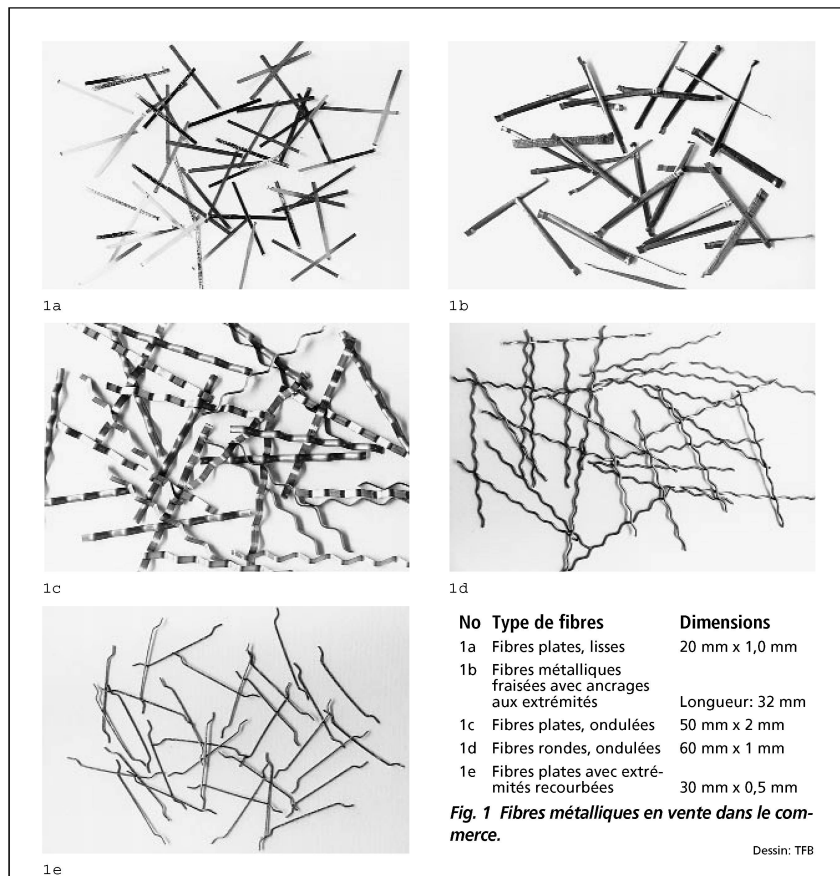 1a
1b
1c
1d
1e
No Type de fibres Dimensions
1a Fibres plates, lisses 20 mm x 1,0 mm
1b Fibres métalliques
fraisées avec ancrages
aux extrémités Longueur: 32 mm
1c Fibres plates, ondulées 50 mm x 2 mm
1d Fibres rondes, ondulées 60 mm x 1 mm
1e Fibres plates avec extré-
mités recourbées 30 mm x 0,5 mm
Fig. 1 Fibres métalliques en vente dans le com-
merce.
Dessin: TFB